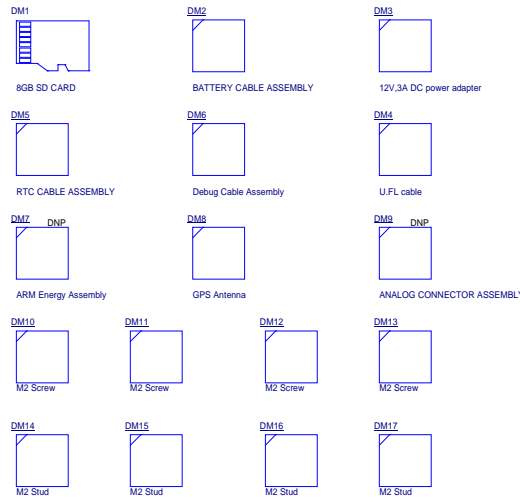 DM1 DM2 DM3
8GB SD CARD BATTERY CABLE ASSEMBLY 12V,3A DC power adapter
DM5 DM6 DM4
RTC CABLE ASSEMBLY Debug Cable Assembly U.FL cable
DM7 DNP DM8 DM9 DNP
ARM Energy Assembly GPS Antenna ANALOG CONNECTOR ASSEMBLY
DM10 DM11 DM12 DM13
M2 Screw M2 Screw M2 Screw M2 Screw
DM14 DM15 DM16 DM17
M2 Stud M2 Stud M2 Stud M2 Stud